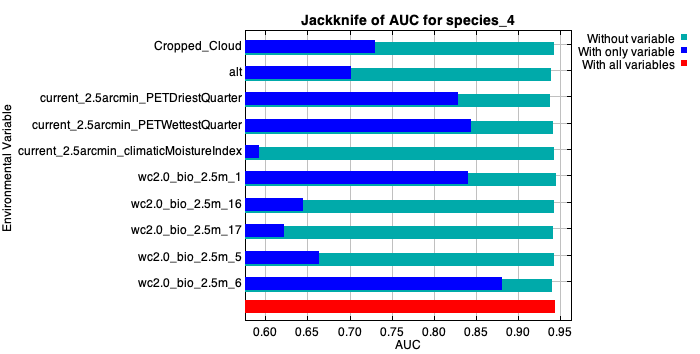 Jackknife of AUC for species_4
Without variable
With only variable
With all variables
Environmental Variable
Cropped_Cloud
alt
current_2.5arcmin_PETDriestQuarter
current_2.5arcmin_PETWettestQuarter
current_2.5arcmin_climaticMoistureIndex
wc2.0_bio_2.5m_1
wc2.0_bio_2.5m_16
wc2.0_bio_2.5m_17
wc2.0_bio_2.5m_5
wc2.0_bio_2.5m_6
0.60 0.65 0.70 0.75 0.80 0.85 0.90 0.95
AUC